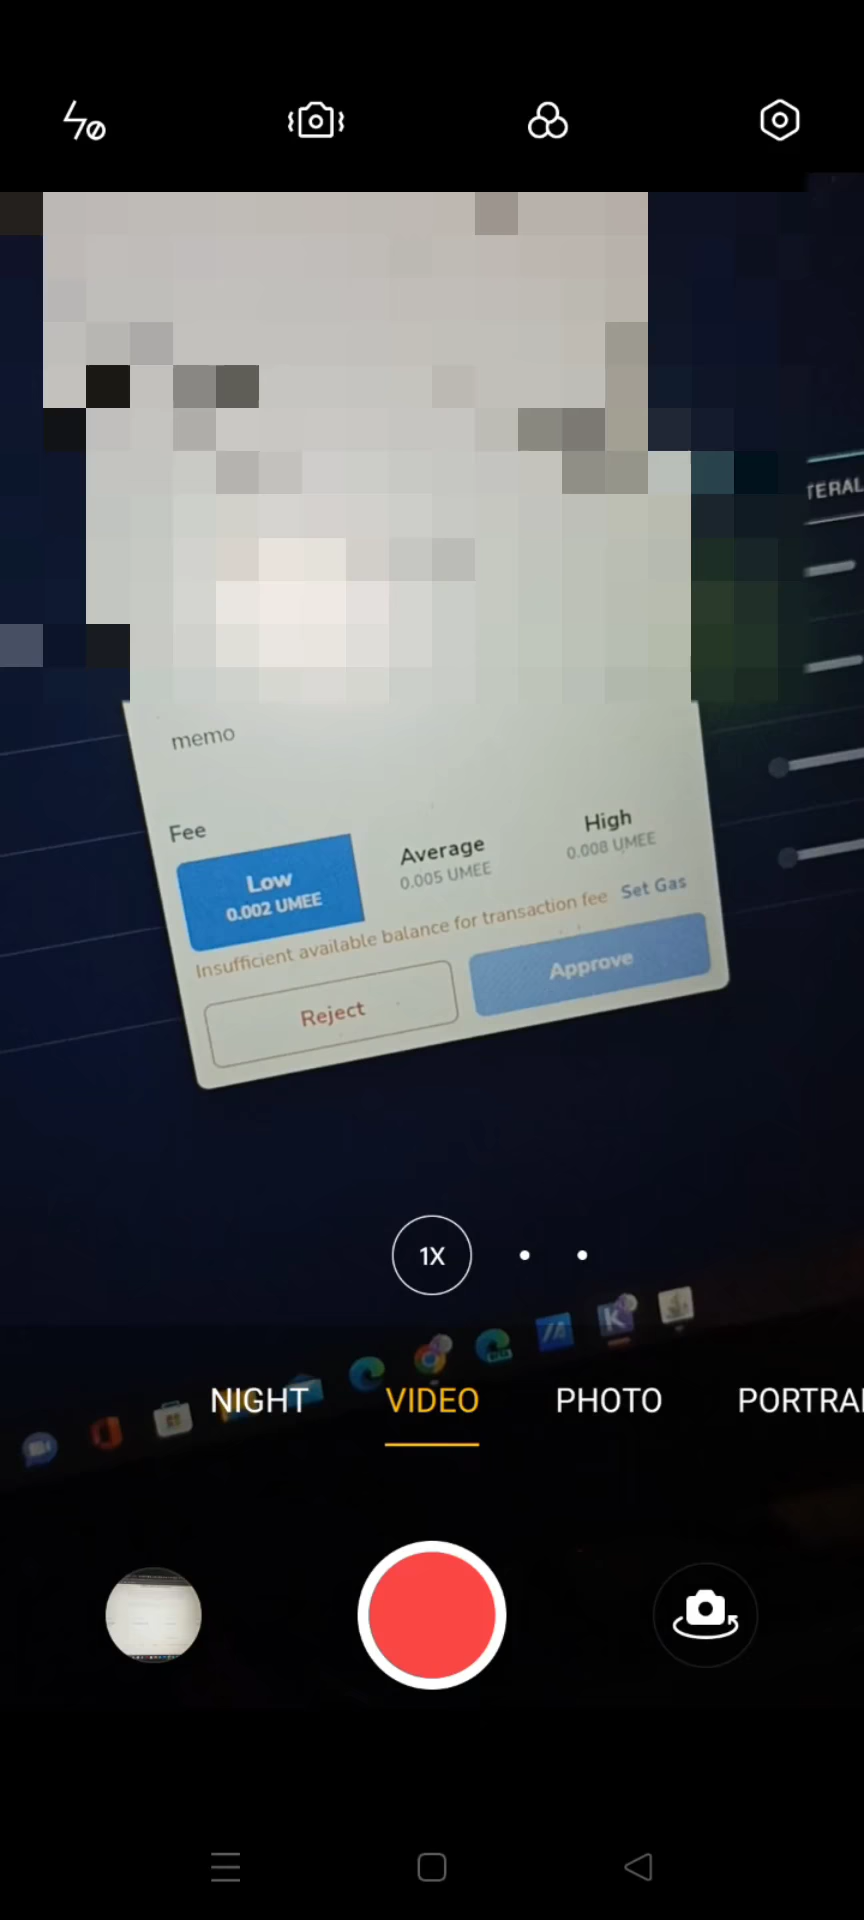 TERAL
memo
Fee
Low
0.002 UMEE
Average
0.005 UMEE
High
0.008 UMEE
Insufficient available balance for transaction fee
Set Gas
Reject
Approve
1X
NIGHT
VIDEO
PHOTO
PORTRAI